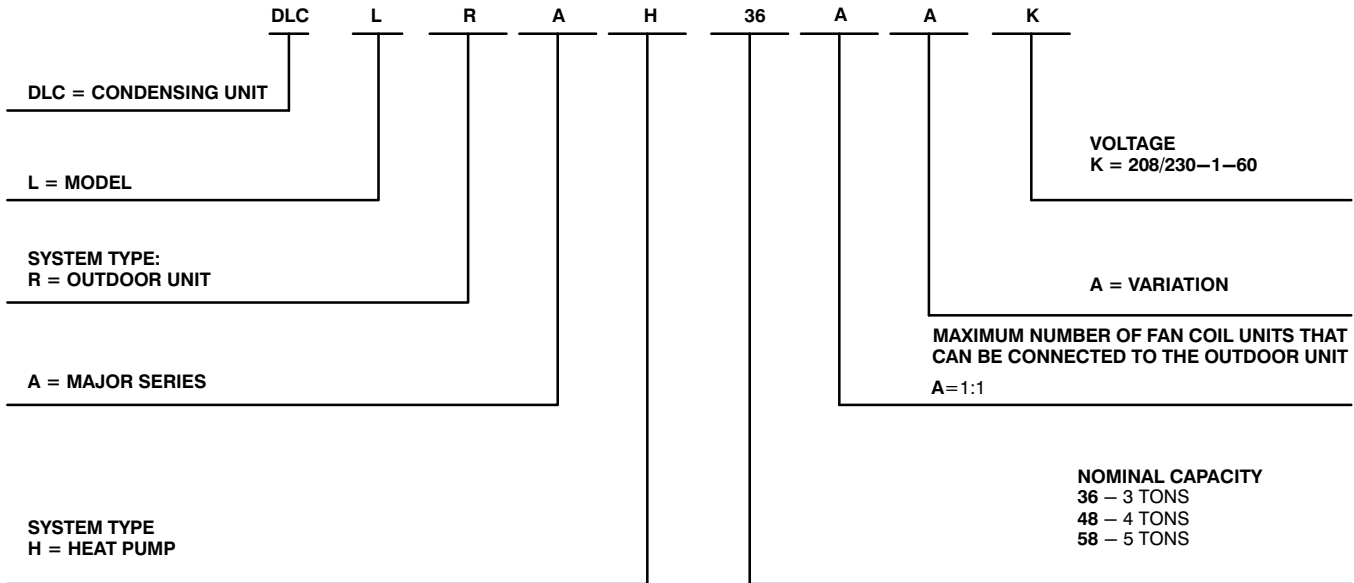 DLC L R A H 36 A A K
DLC = CONDENSING UNIT
L = MODEL
SYSTEM TYPE:
R = OUTDOOR UNIT
A = MAJOR SERIES
SYSTEM TYPE
H = HEAT PUMP
VOLTAGE
K = 208/230−1−60
A = VARIATION
MAXIMUM NUMBER OF FAN COIL UNITS THAT
CAN BE CONNECTED TO THE OUTDOOR UNIT
A=1:1
NOMINAL CAPACITY
36 − 3 TONS
48 − 4 TONS
58 − 5 TONS